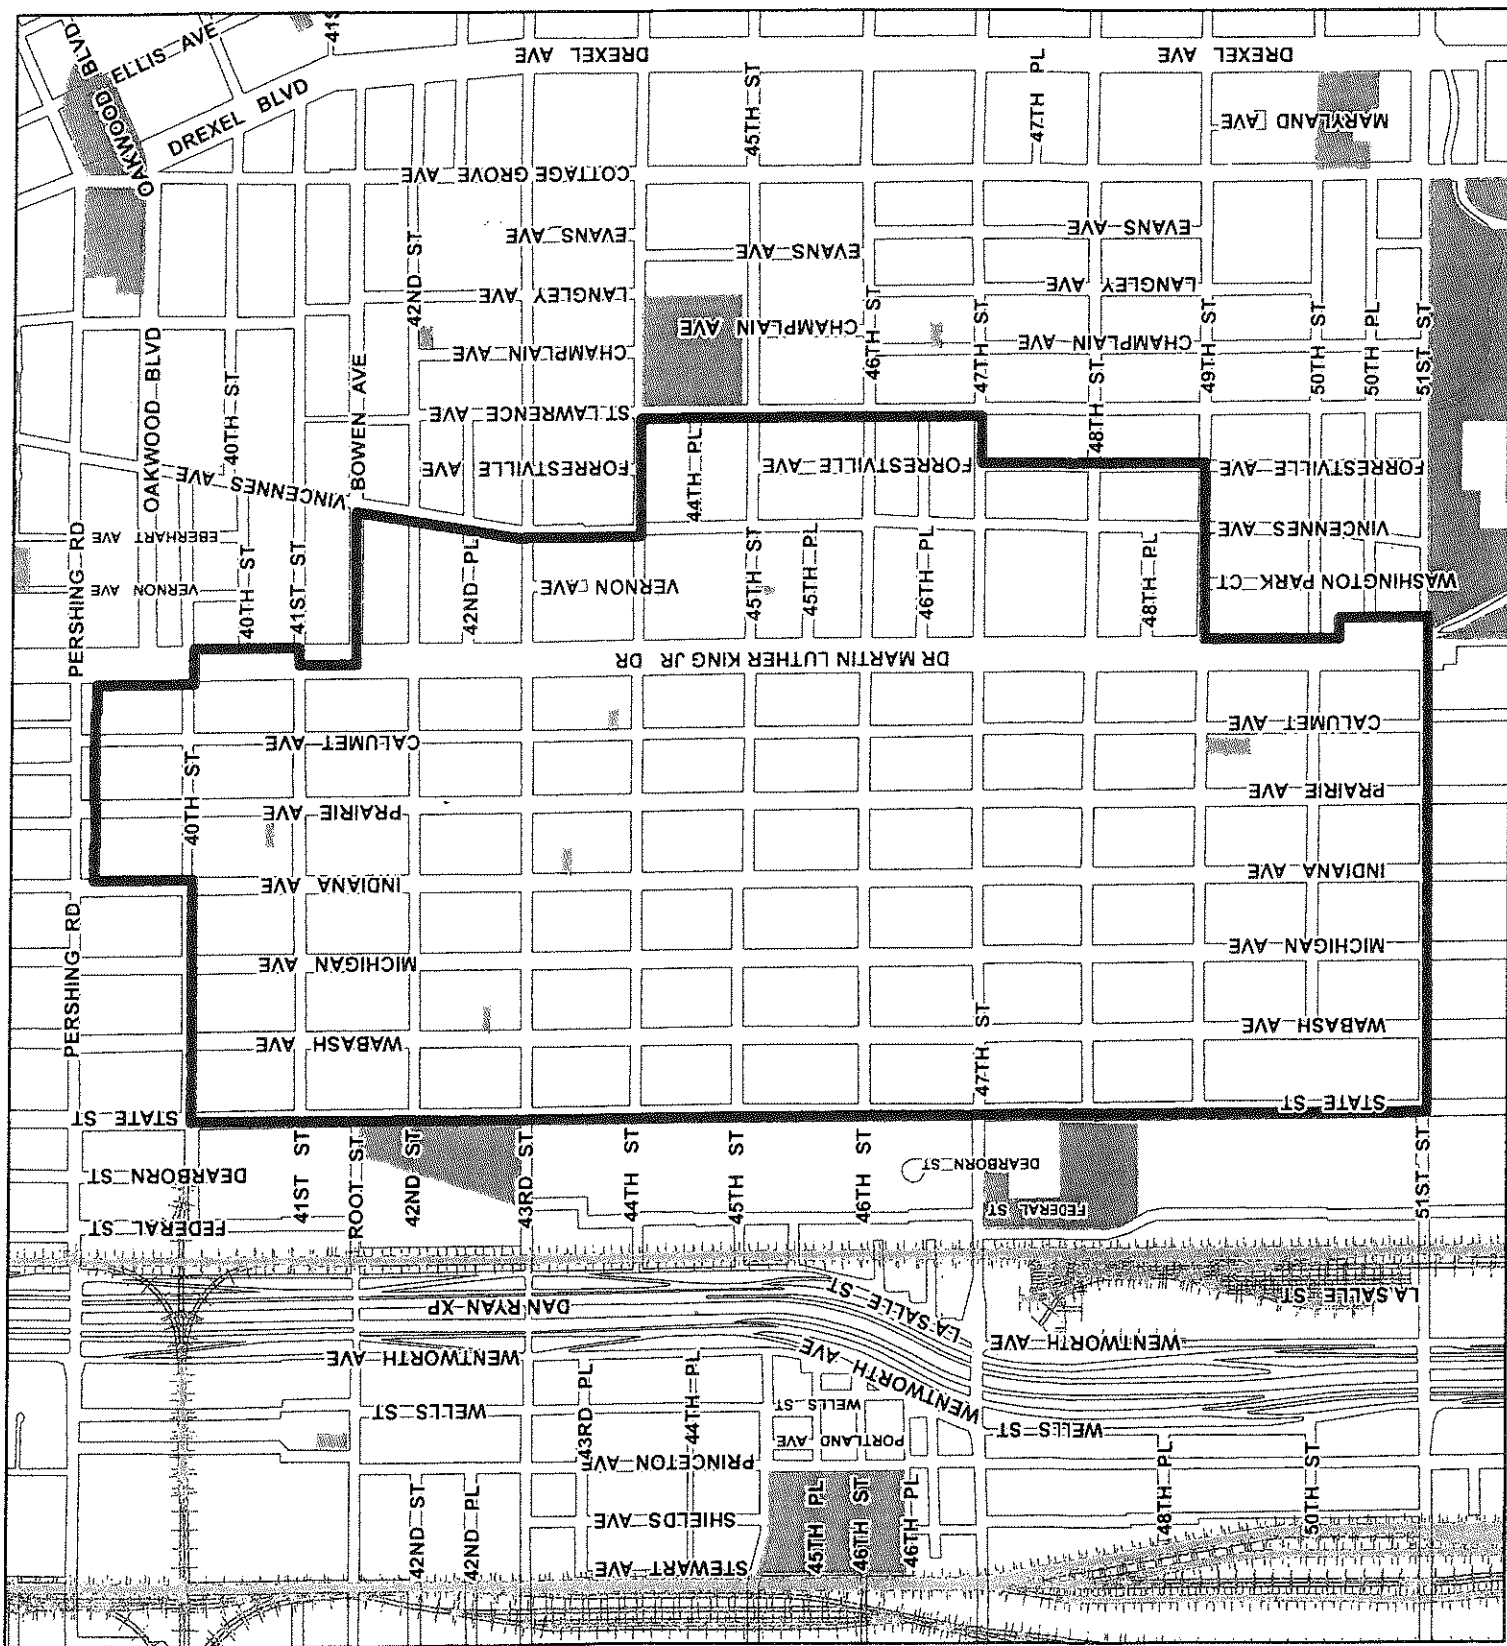 OAKWOOD BLVD
ELLIS AVE
DREXEL BLVD
DREXEL AVE
DREXEL AVE
45TH ST
47TH PL
MARYLAND AVE
COTTAGE GROVE AVE
EVANS AVE
EVANS AVE
EVANS AVE
42ND ST
LANGLEY AVE
LANGLEY AVE
CHAMPLAIN AVE
CHAMPLAIN AVE
CHAMPLAIN AVE
46TH ST
47TH ST
48TH ST
49TH ST
50TH ST
50TH PL
51ST ST
OAKWOOD BLVD
40TH ST
BOWEN AVE
ST LAWRENCE AVE
FORRESTVILLE AVE
FORRESTVILLE AVE
FORRESTVILLE AVE
VINCENNES AVE
VINCENNES AVE
44TH PL
EBERHART AVE
VERNON AVE
VERNON AVE
PERSHING RD
40TH ST
41ST ST
42ND PL
45TH ST
45TH PL
46TH PL
48TH PL
WASHINGTON PARK CT
DR MARTIN LUTHER KING JR DR
CALUMET AVE
CALUMET AVE
40TH ST
PRAIRIE AVE
PRAIRIE AVE
INDIANA AVE
INDIANA AVE
PERSHING RD
MICHIGAN AVE
MICHIGAN AVE
WABASH AVE
WABASH AVE
47TH ST
STATE ST
STATE ST
DEARBORN ST
DEARBORN ST
FEDERAL ST
FEDERAL ST
41ST ST
ROOT ST
42ND ST
43RD ST
44TH ST
45TH ST
46TH ST
51ST ST
DAN RYAN XP
LA SALLE ST
LA SALLE ST
WENTWORTH AVE
WENTWORTH AVE
WENTWORTH AVE
WELLS ST
WELLS ST
WELLS ST
43RD PL
44TH PL
PORTLAND AVE
PRINCETON AVE
SHIELDS AVE
STEWART AVE
42ND ST
42ND PL
45TH PL
46TH ST
46TH PL
48TH PL
50TH ST